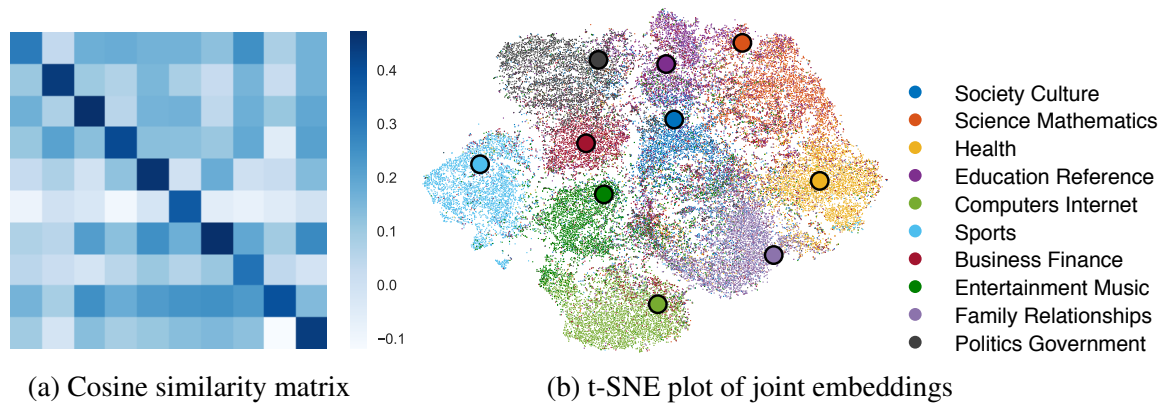 0.4
0.3
0.2
0.1
0.0
−0.1
(a) Cosine similarity matrix
Society Culture
Science Mathematics
Health
Education Reference
Computers Internet
Sports
Business Finance
Entertainment Music
Family Relationships
Politics Government
(b) t-SNE plot of joint embeddings